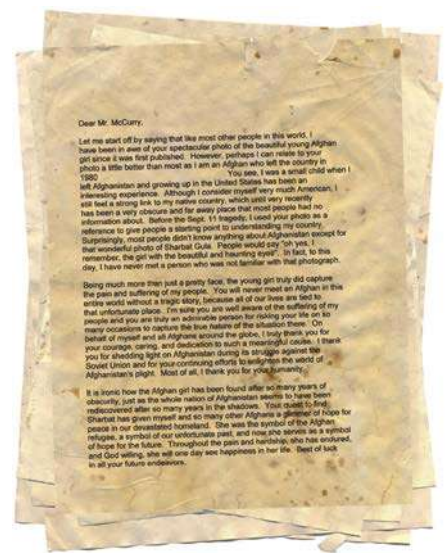 Dear Mr. McCurry,
Let me start off by saying that like most other people in this world, I
have been in awe of your spectacular photo of the beautiful young Afghan
girl since it was first published. However, perhaps I can relate to your
photo a little better than most as I am an Afghan who left the country in
1980 You see, I was a small child when I
left Afghanistan and growing up in the United States has been an
interesting experience. Although I consider myself very much American, I
still feel a strong link to my native country, which until very recently
has been a very obscure and far away place that most people had no
information about. Before the Sept. 11 tragedy, I used your photo as a
reference to give people a starting point to understanding my country.
Surprisingly, most people didn't know anything about Afghanistan except for
that wonderful photo of Sharbat Gula. People would say "oh yes, I
remember, the girl with the beautiful and haunting eyes". In fact, to this
day, I have never met a person who was not familiar with that photograph.
Being much more than just a pretty face, the young girl truly did capture
the pain and suffering of my people. You will never meet an Afghan in this
entire world without a tragic story, because all of our lives are tied to
that unfortunate place. I'm sure you are well aware of the suffering of my
people and you are truly an admirable person for risking your life on so
many occasions to capture the true nature of the situation there. On
behalf of myself and all Afghans around the globe, I truly thank you for
your courage, caring, and dedication to such a meaningful cause. I thank
you for shedding light on Afghanistan during its struggle against the
Soviet Union and for your continuing efforts to enlighten the world of
Afghanistan's plight. Most of all, I thank you for your humanity.
It is ironic how the Afghan girl has been found after so many years of
obscurity, just as the whole nation of Afghanistan seems to have been
rediscovered after so many years in the shadows. Your quest to find
Sharbat has given myself and so many other Afghans a glimmer of hope for
peace in our devastated homeland. She was the symbol of the Afghan
refugee, a symbol of our unfortunate past, and now she serves as a symbol
of hope for the future. Throughout the pain and hardship, she has endured,
and God willing, she will one day see happiness in her life. Best of luck
in all your future endeavors.